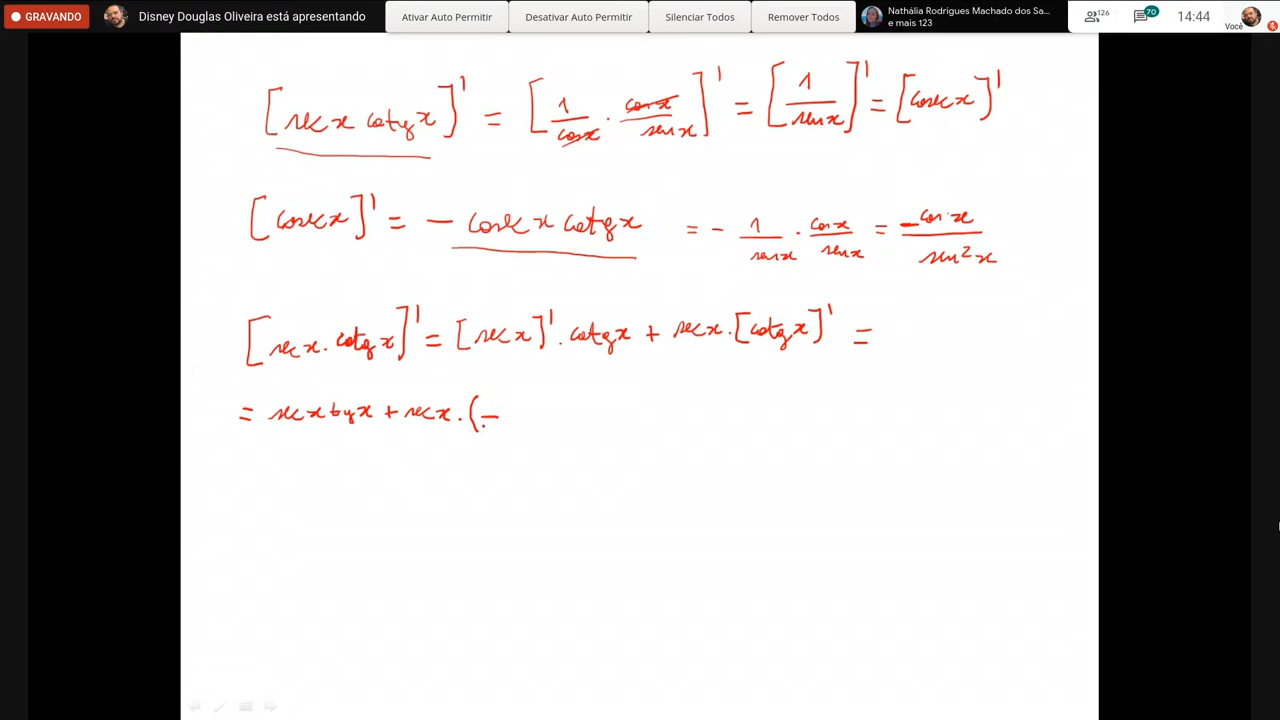 GRAVANDO Disney Douglas Oliveira está apresentando Ativar Auto Permitir Desativar Auto Permitir Silenciar Todos Remover Todos Nathália Rodrigues Machado dos Sa... e mais 123 126 70 14:44 Você
[sec x cotg x]' = [1/cos x · cos x/sen x]' = [1/sen x]' = [cosec x]'
[cosec x]' = - cosec x cotg x = - 1/sen x · cos x/sen x = -cos x/sen² x
[sec x · cotg x]' = [sec x]' · cotg x + sec x · [cotg x]' =
= sec x tg x + sec x · (-